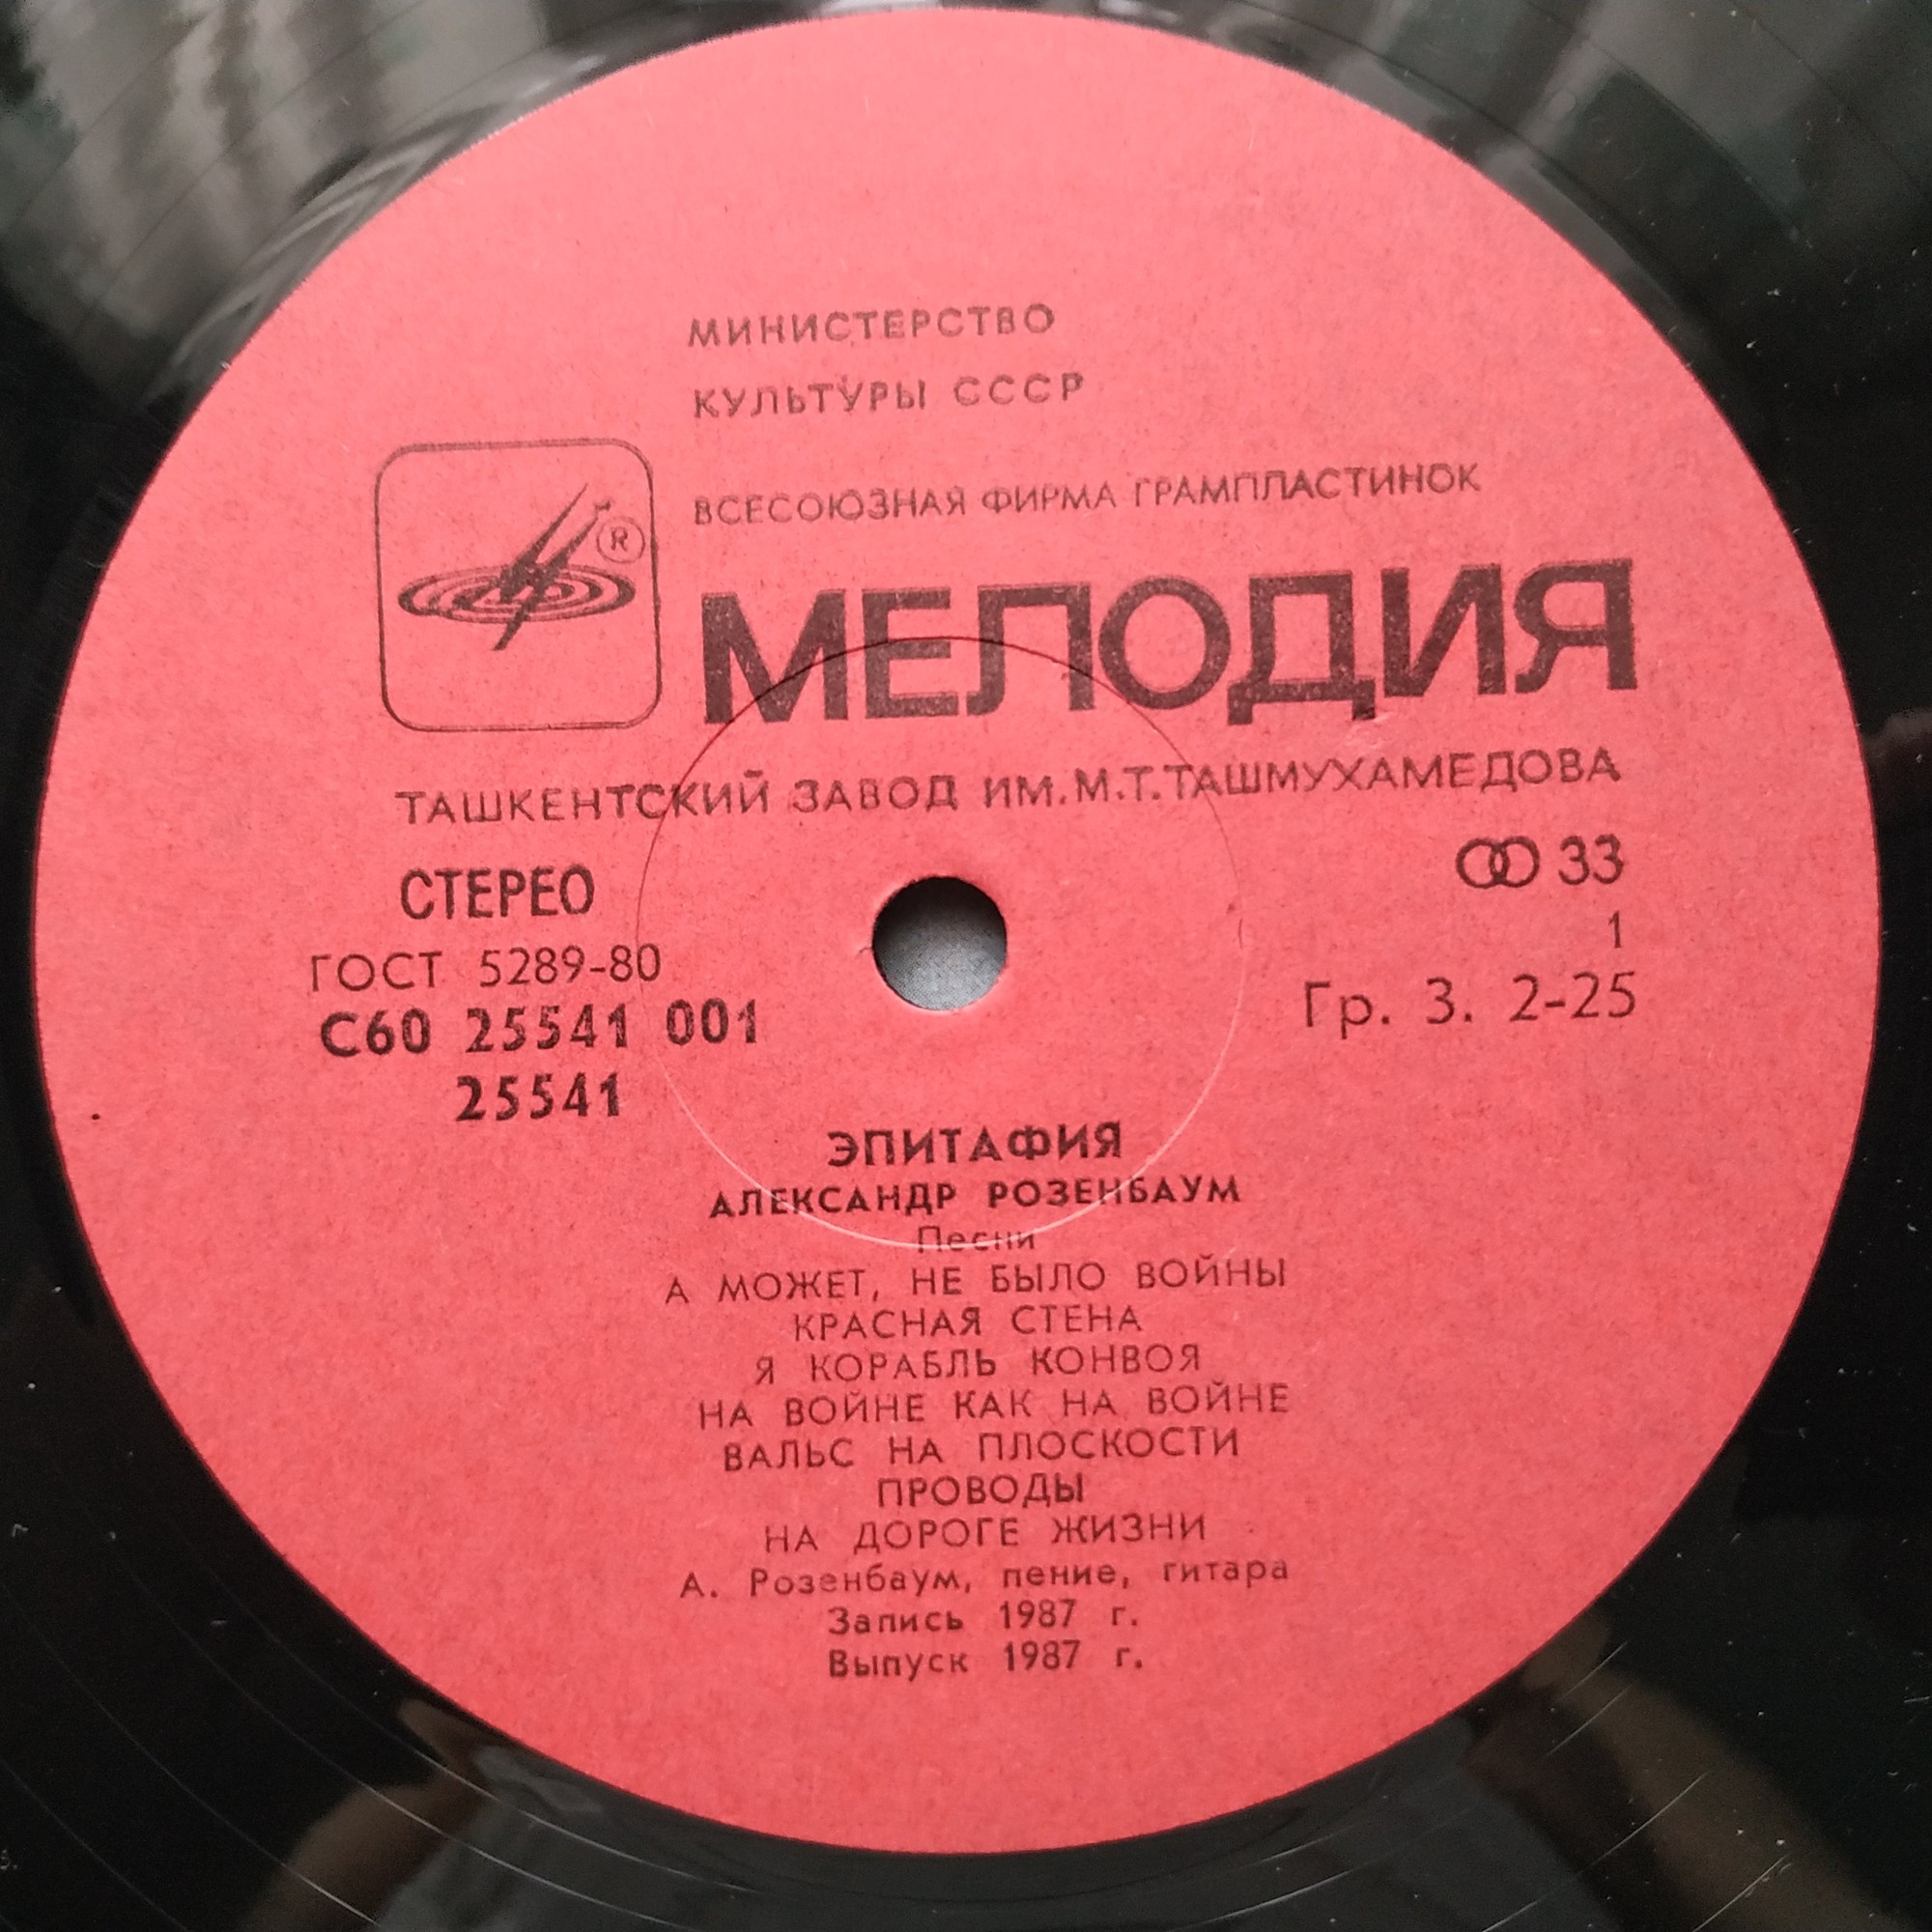 МИНИСТЕРСТВО
КУЛЬТУРЫ СССР
ВСЕСОЮЗНАЯ ФИРМА ГРАМПЛАСТИНОК
®
МЕЛОДИЯ
ТАШКЕНТСКИЙ ЗАВОД ИМ.М.Т.ТАШМУХАМЕДОВА
СТЕРЕО
33
ГОСТ 5289-80
1
С60 25541 001
Гр. 3. 2-25
25541
ЭПИТАФИЯ
АЛЕКСАНДР РОЗЕНБАУМ
Песни
А МОЖЕТ, НЕ БЫЛО ВОЙНЫ
КРАСНАЯ СТЕНА
Я КОРАБЛЬ КОНВОЯ
НА ВОЙНЕ КАК НА ВОЙНЕ
ВАЛЬС НА ПЛОСКОСТИ
ПРОВОДЫ
НА ДОРОГЕ ЖИЗНИ
А. Розенбаум, пение, гитара
Запись 1987 г.
Выпуск 1987 г.